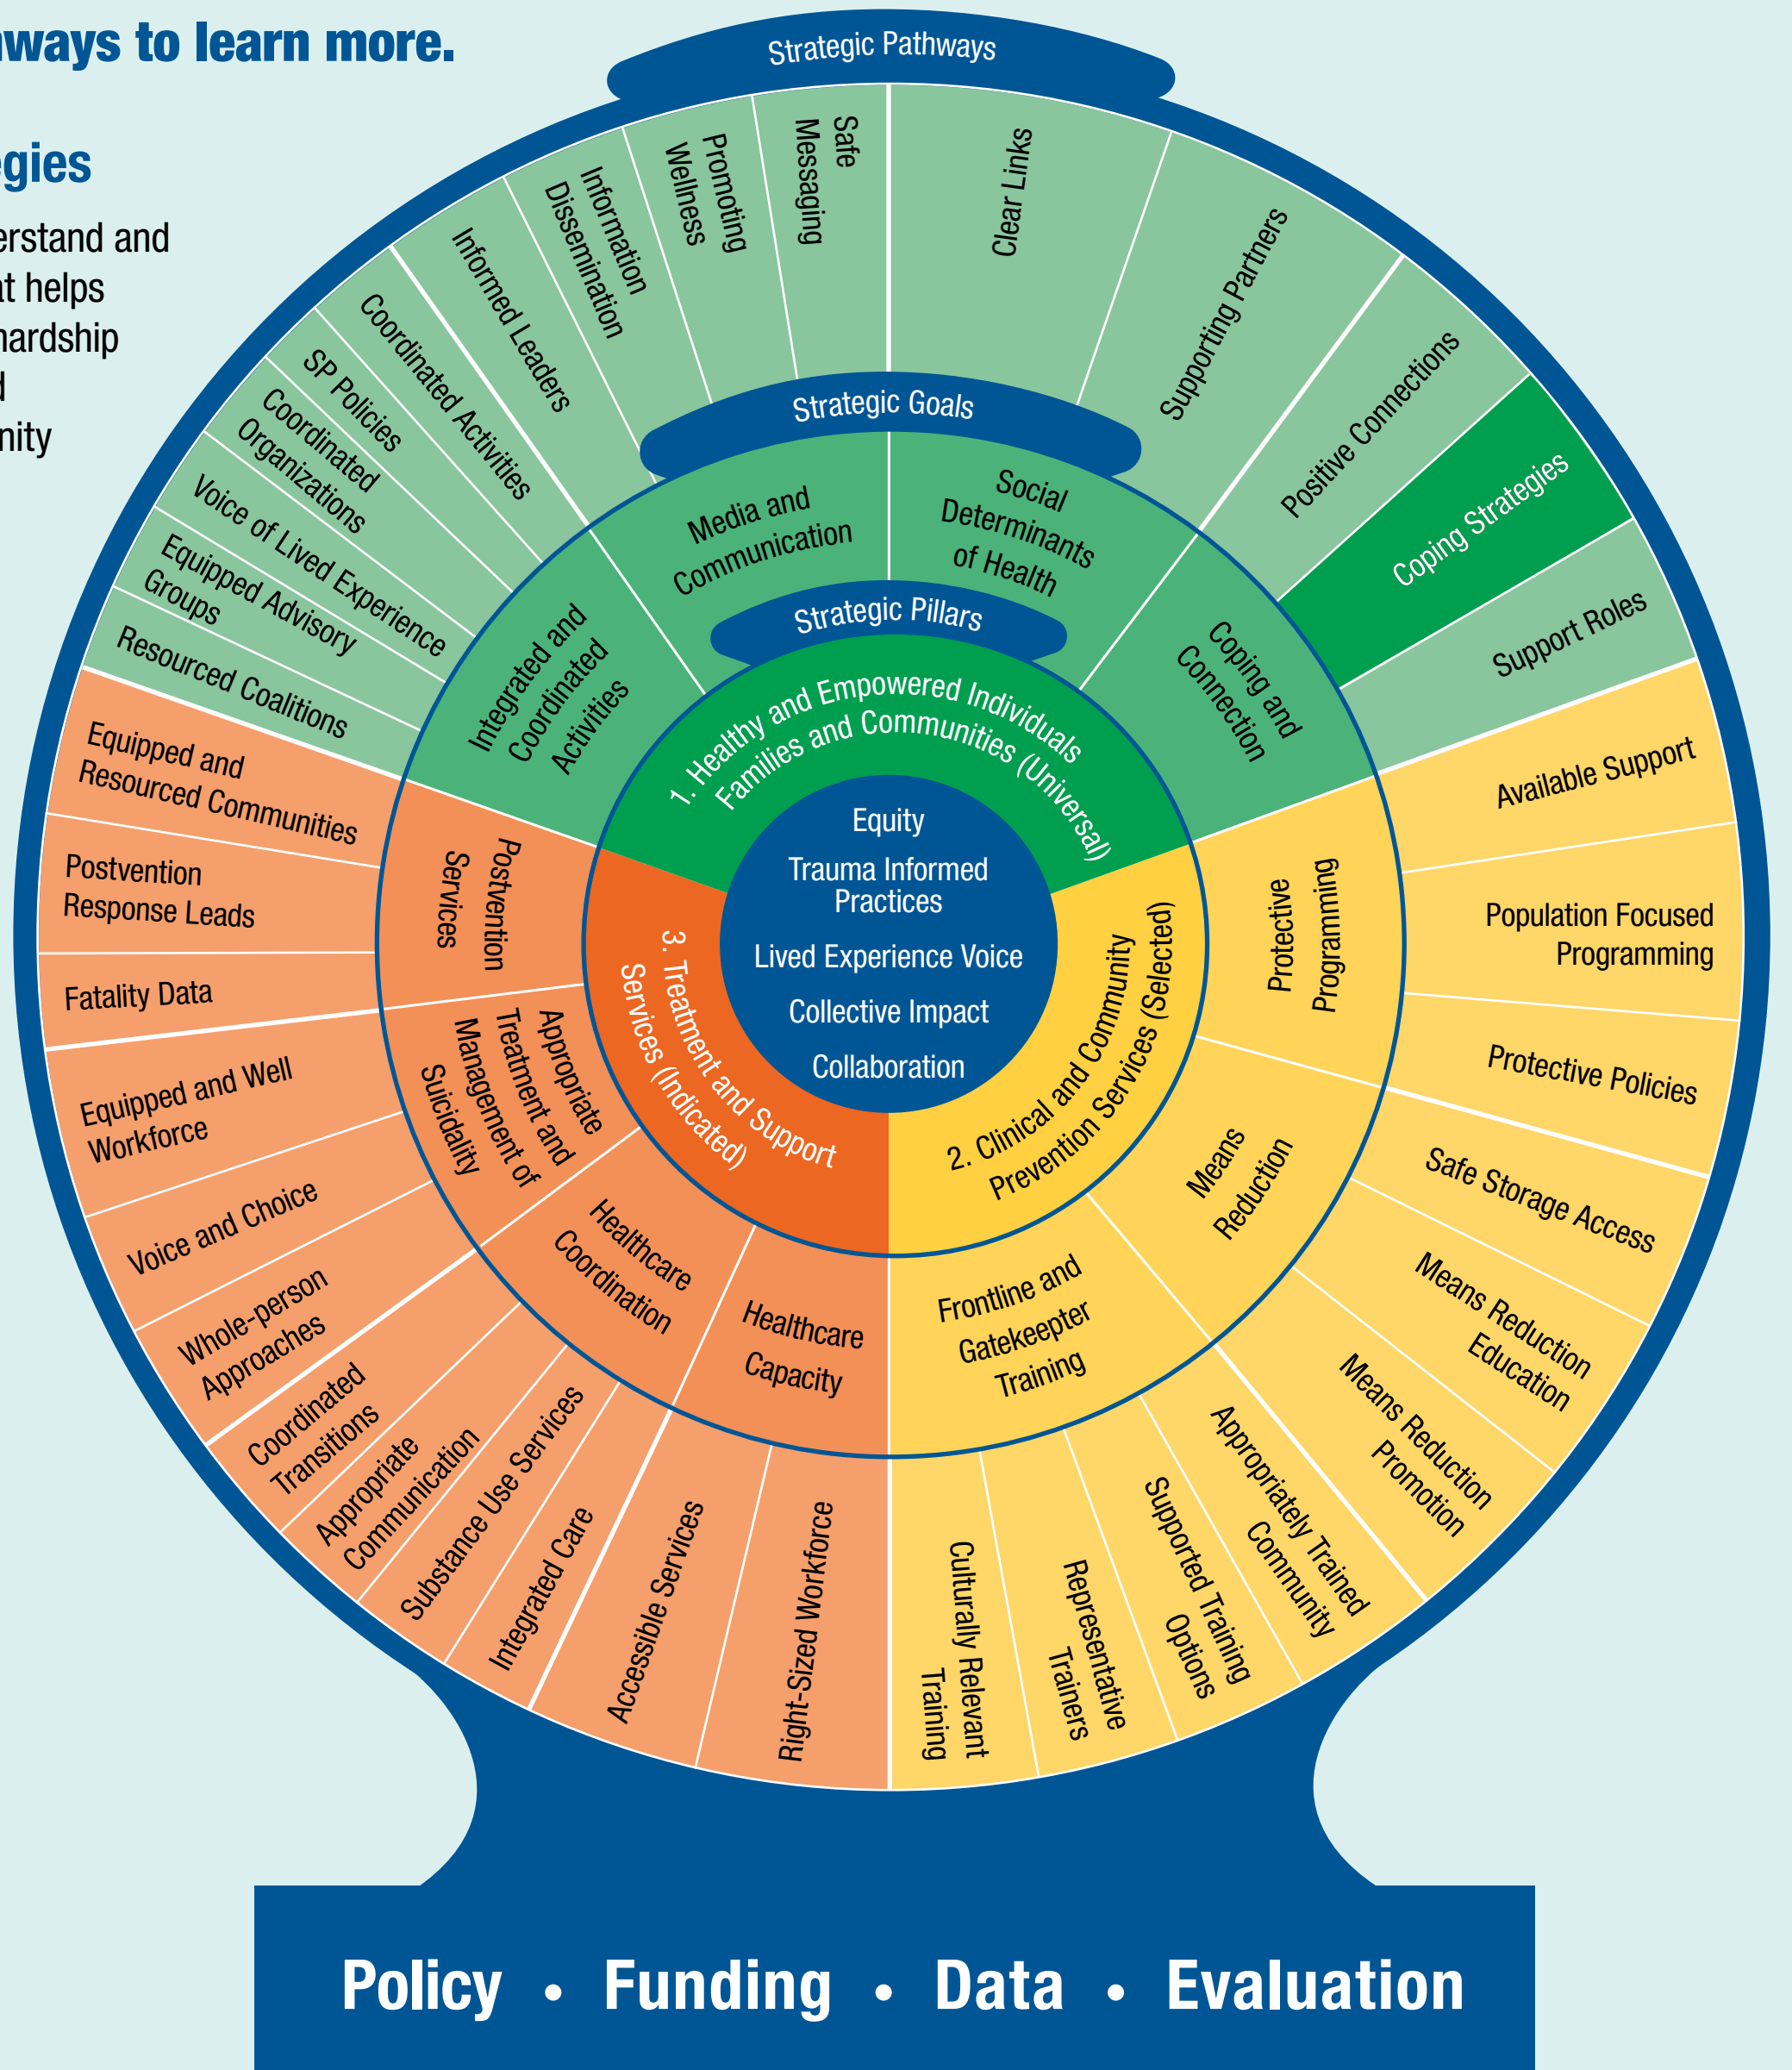 ways to learn more.
egies
erstand and
at helps
hardship
d
nity
Strategic Pathways
Safe
Messaging
Promoting
Wellness
Information
Dissemination
Informed Leaders
Coordinated Activities
SP Policies
Coordinated
Organizations
Voice of Lived Experience
Equipped Advisory
Groups
Resourced Coalitions
Clear Links
Supporting Partners
Positive Connections
Coping Strategies
Support Roles
Strategic Goals
Media and
Communication
Social
Determinants
of Health
Integrated and
Coordinated
Activities
Coping and
Connection
Strategic Pillars
1. Healthy and Empowered Individuals
Families and Communities (Universal)
Equity
Trauma Informed
Practices
Lived Experience Voice
Collective Impact
Collaboration
2. Clinical and Community
Prevention Services (Selected)
3. Treatment and Support
Services (Indicated)
Protective
Programming
Means
Reduction
Frontline and
Gatekeeper
Training
Available Support
Population Focused
Programming
Protective Policies
Safe Storage Access
Means Reduction
Education
Means Reduction
Promotion
Appropriately Trained
Community
Supported Training
Options
Representative
Trainers
Culturally Relevant
Training
Postvention
Services
Appropriate
Treatment and
Management of
Suicidality
Healthcare
Coordination
Healthcare
Capacity
Equipped and
Resourced Communities
Postvention
Response Leads
Fatality Data
Equipped and Well
Workforce
Voice and Choice
Whole-person
Approaches
Coordinated
Transitions
Appropriate
Communication
Substance Use Services
Integrated Care
Accessible Services
Right-Sized Workforce
Policy • Funding • Data • Evaluation